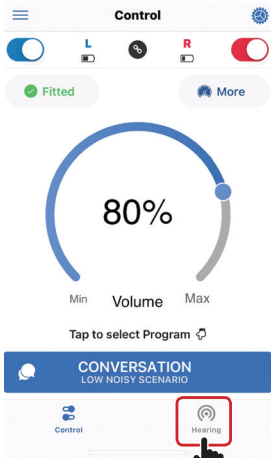 Control
L
R
Fitted
More
80%
Min
Volume
Max
Tap to select Program
CONVERSATION
LOW NOISY SCENARIO
Control
Hearing